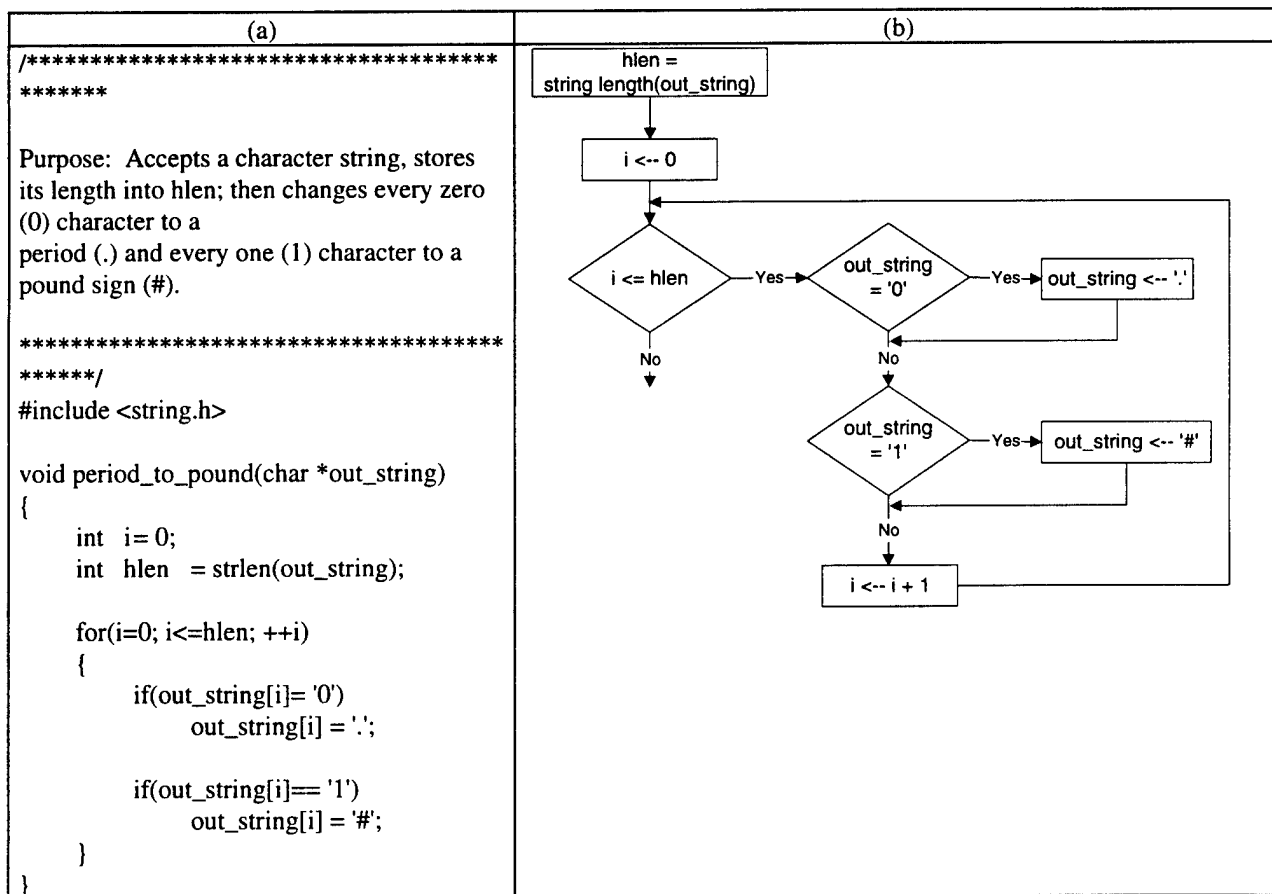 (a)
(b)
/*************************************
*******
Purpose: Accepts a character string, stores
its length into hlen; then changes every zero
(0) character to a
period (.) and every one (1) character to a
pound sign (#).
**************************************
******/
#include <string.h>
void period_to_pound(char *out_string)
{
int i= 0;
int hlen = strlen(out_string);
for(i=0; i<=hlen; ++i)
{
if(out_string[i]= '0')
out_string[i] = '.';
if(out_string[i]== '1')
out_string[i] = '#';
}
}
hlen =
string length(out_string)
i <-- 0
i <= hlen
Yes
out_string
= '0'
Yes
out_string <-- '.'
No
No
out_string
= '1'
Yes
out_string <-- '#'
No
i <-- i + 1